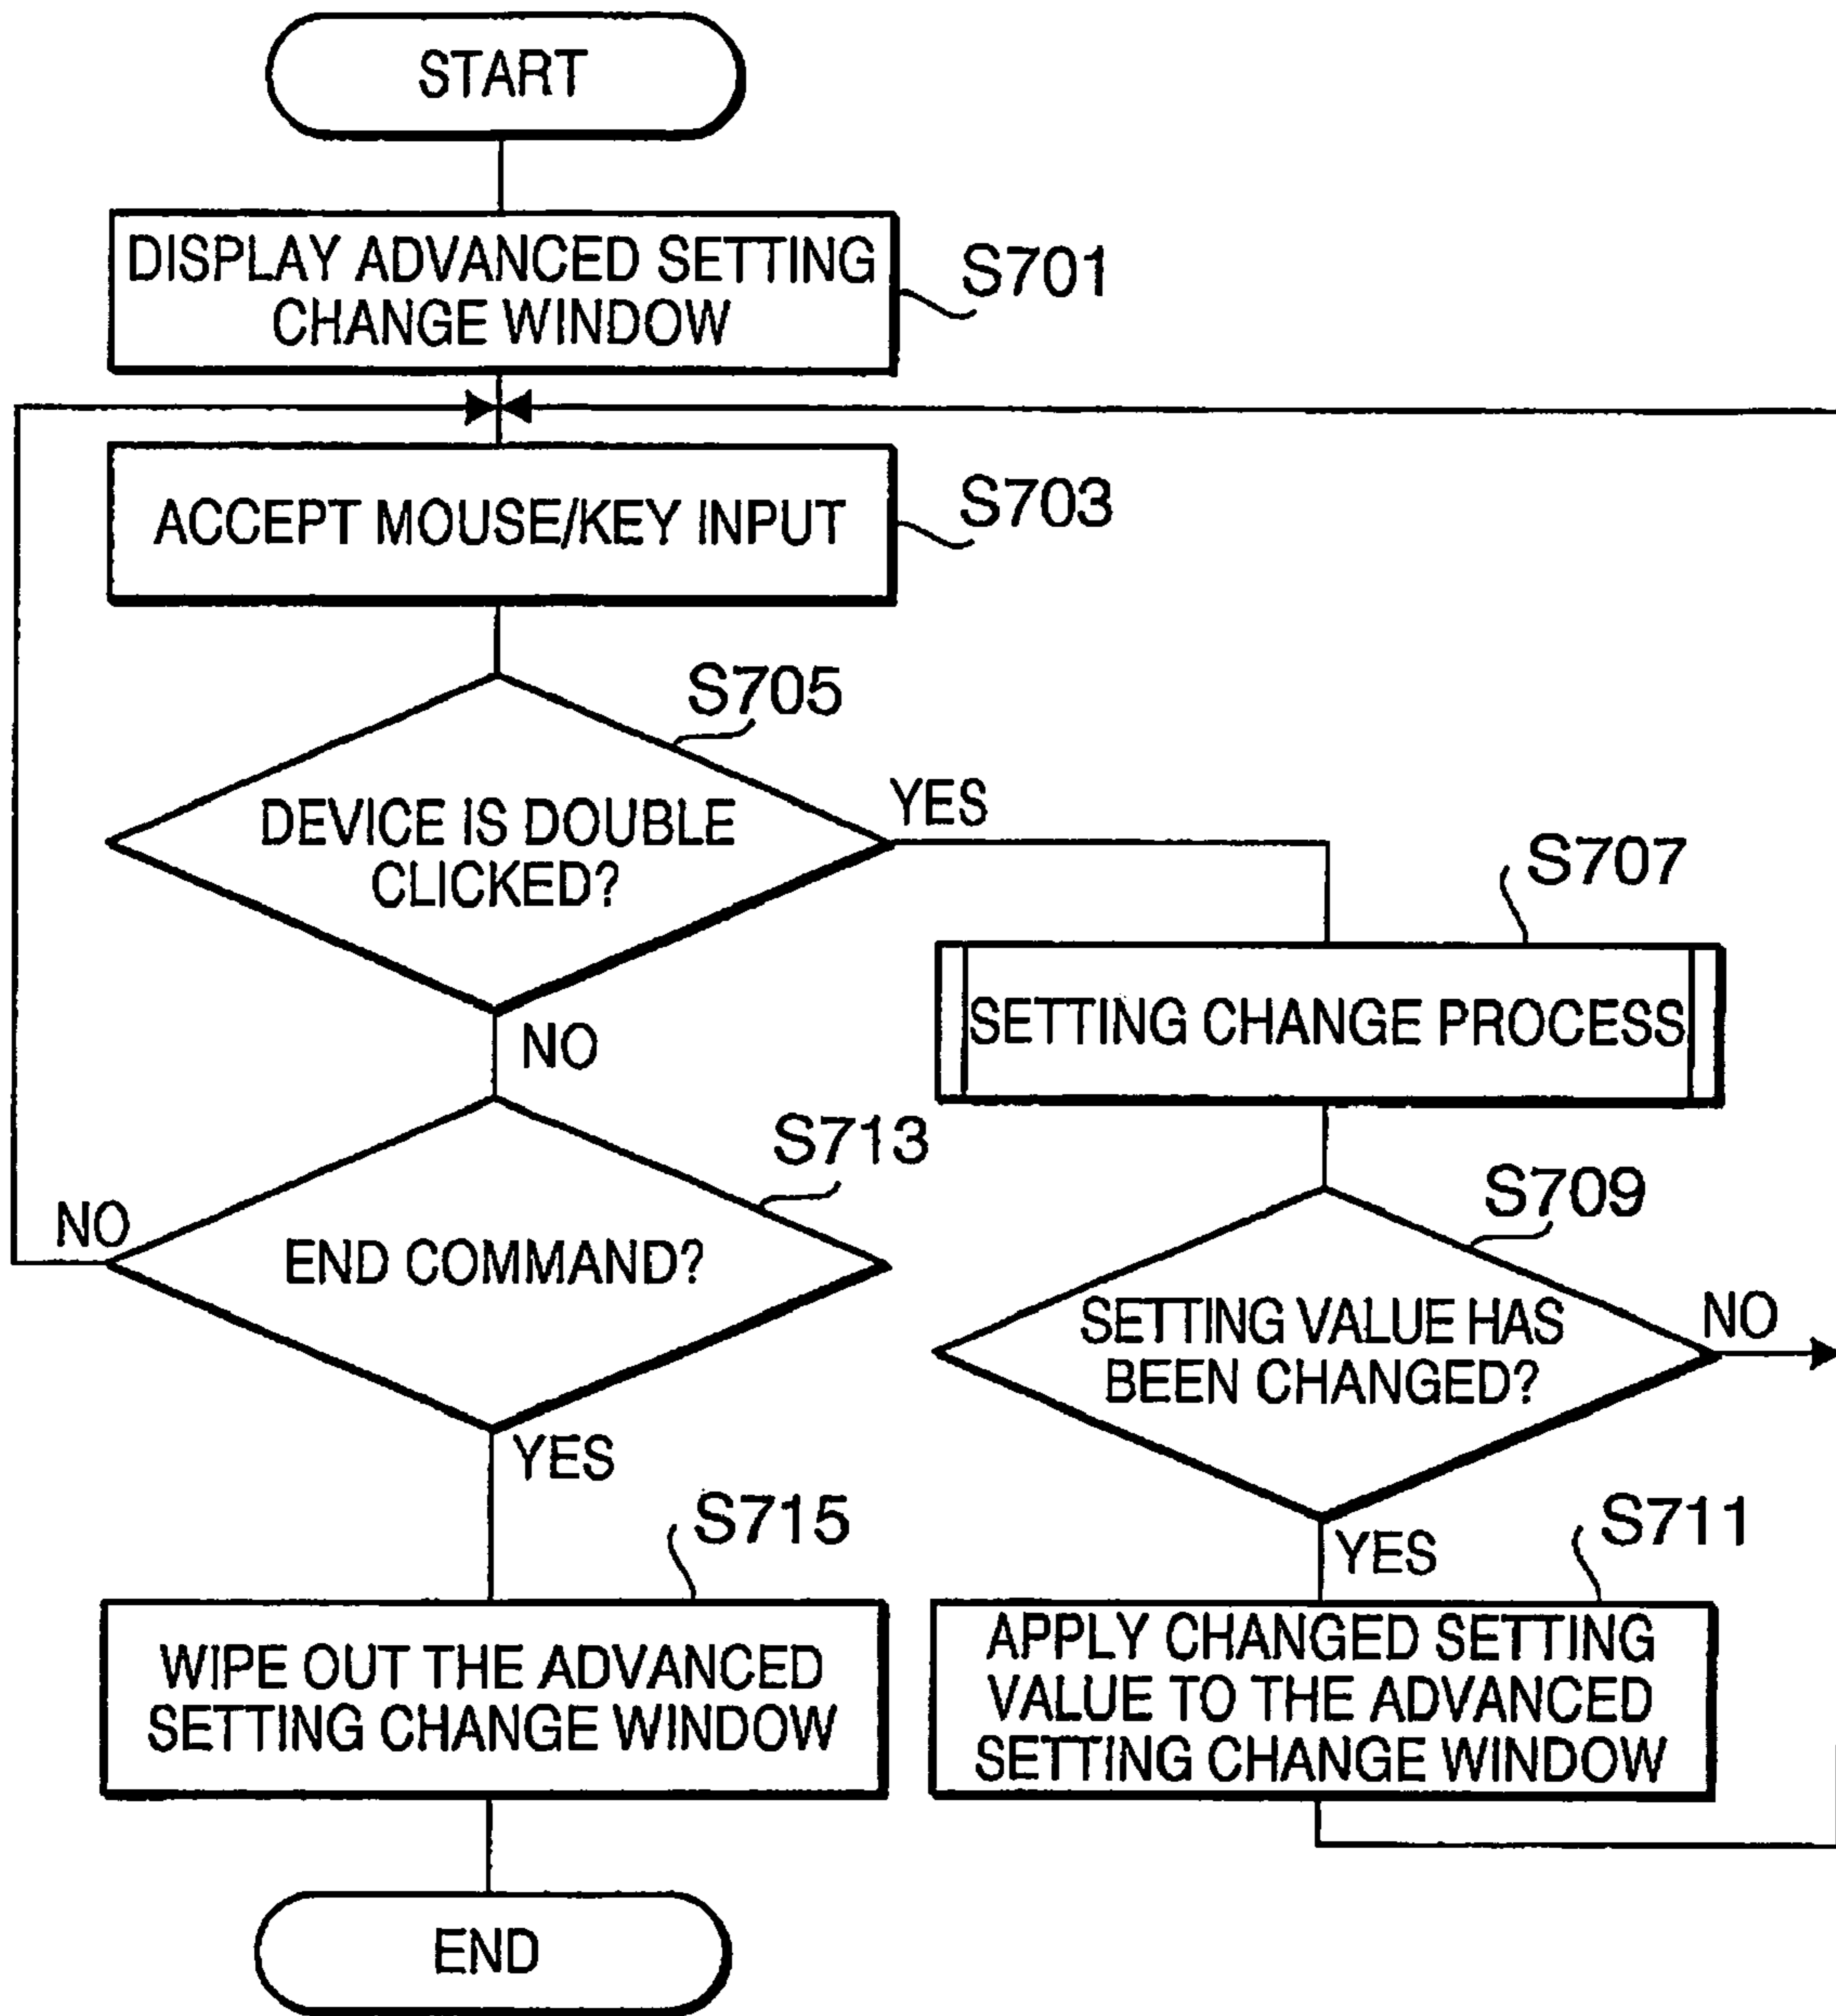 START
DISPLAY ADVANCED SETTING
CHANGE WINDOW
S701
ACCEPT MOUSE/KEY INPUT
S703
S705
DEVICE IS DOUBLE
CLICKED?
YES
NO
S707
SETTING CHANGE PROCESS
S713
END COMMAND?
NO
YES
S709
SETTING VALUE HAS
BEEN CHANGED?
NO
YES
S715
WIPE OUT THE ADVANCED
SETTING CHANGE WINDOW
S711
APPLY CHANGED SETTING
VALUE TO THE ADVANCED
SETTING CHANGE WINDOW
END